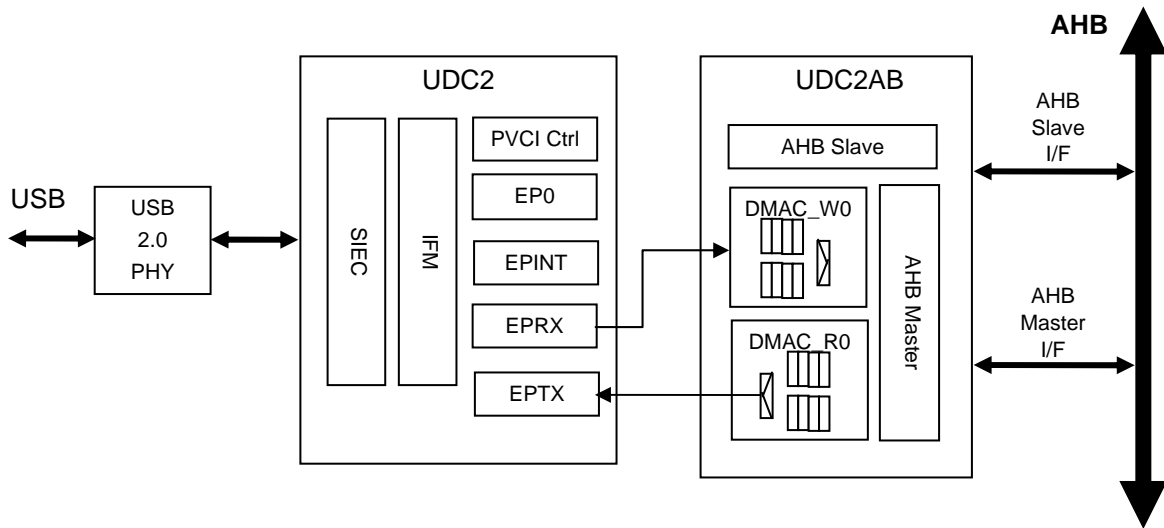 AHB
UDC2
UDC2AB
USB
USB
2.0
PHY
SIEC
IFM
PVCI Ctrl
EP0
EPINT
EPRX
EPTX
AHB Slave
DMAC_W0
DMAC_R0
AHB Master
AHB
Slave
I/F
AHB
Master
I/F